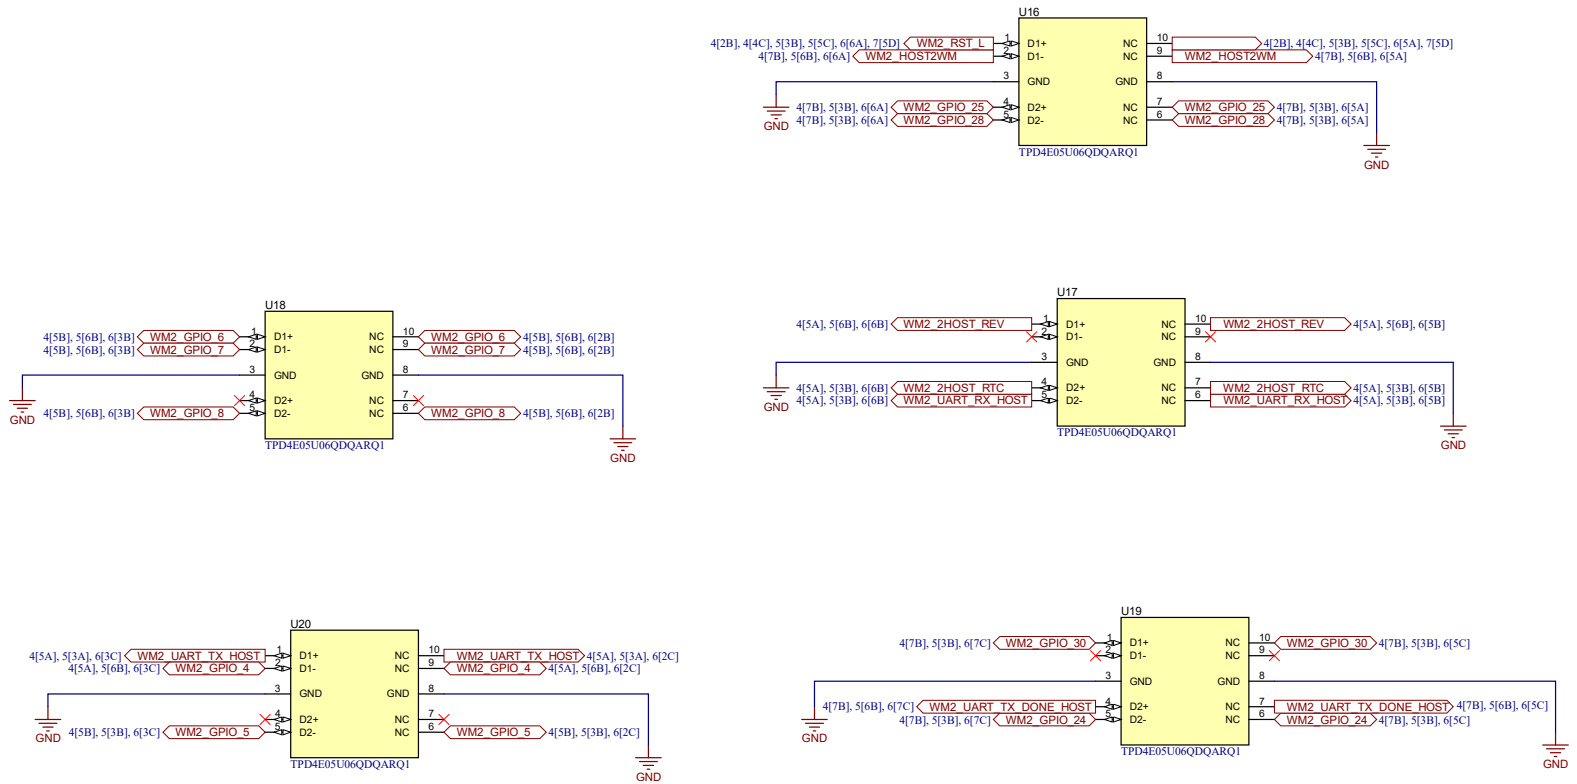 U16
4[2B], 4[4C], 5[3B], 5[5C], 6[6A], 7[5D] WM2_RST_L 1 D1+ NC 10 4[2B], 4[4C], 5[3B], 5[5C], 6[5A], 7[5D]
4[7B], 5[6B], 6[6A] WM2_HOST2WM 2 D1- NC 9 WM2_HOST2WM 4[7B], 5[6B], 6[5A]
3 GND GND 8
4[7B], 5[3B], 6[6A] WM2_GPIO_25 4 D2+ NC 7 WM2_GPIO_25 4[7B], 5[3B], 6[5A]
4[7B], 5[3B], 6[6A] WM2_GPIO_28 5 D2- NC 6 WM2_GPIO_28 4[7B], 5[3B], 6[5A]
GND
TPD4E05U06QDQARQ1
GND
U18
4[5B], 5[6B], 6[3B] WM2_GPIO_6 1 D1+ NC 10 WM2_GPIO_6 4[5B], 5[6B], 6[2B]
4[5B], 5[6B], 6[3B] WM2_GPIO_7 2 D1- NC 9 WM2_GPIO_7 4[5B], 5[6B], 6[2B]
3 GND GND 8
4 D2+ NC 7
4[5B], 5[6B], 6[3B] WM2_GPIO_8 5 D2- NC 6 WM2_GPIO_8 4[5B], 5[6B], 6[2B]
GND
TPD4E05U06QDQARQ1
GND
U17
4[5A], 5[6B], 6[6B] WM2_2HOST_REV 1 D1+ NC 10 WM2_2HOST_REV 4[5A], 5[6B], 6[5B]
2 D1- NC 9
3 GND GND 8
4[5A], 5[3B], 6[6B] WM2_2HOST_RTC 4 D2+ NC 7 WM2_2HOST_RTC 4[5A], 5[3B], 6[5B]
4[5A], 5[3B], 6[6B] WM2_UART_RX_HOST 5 D2- NC 6 WM2_UART_RX_HOST 4[5A], 5[3B], 6[5B]
GND
TPD4E05U06QDQARQ1
GND
U20
4[5A], 5[3A], 6[3C] WM2_UART_TX_HOST 1 D1+ NC 10 WM2_UART_TX_HOST 4[5A], 5[3A], 6[2C]
4[5A], 5[6B], 6[3C] WM2_GPIO_4 2 D1- NC 9 WM2_GPIO_4 4[5A], 5[6B], 6[2C]
3 GND GND 8
4 D2+ NC 7
4[5B], 5[3B], 6[3C] WM2_GPIO_5 5 D2- NC 6 WM2_GPIO_5 4[5B], 5[3B], 6[2C]
GND
TPD4E05U06QDQARQ1
GND
U19
4[7B], 5[3B], 6[7C] WM2_GPIO_30 1 D1+ NC 10 WM2_GPIO_30 4[7B], 5[3B], 6[5C]
2 D1- NC 9
3 GND GND 8
4[7B], 5[6B], 6[7C] WM2_UART_TX_DONE_HOST 4 D2+ NC 7 WM2_UART_TX_DONE_HOST 4[7B], 5[6B], 6[5C]
4[7B], 5[3B], 6[7C] WM2_GPIO_24 5 D2- NC 6 WM2_GPIO_24 4[7B], 5[3B], 6[5C]
GND
TPD4E05U06QDQARQ1
GND